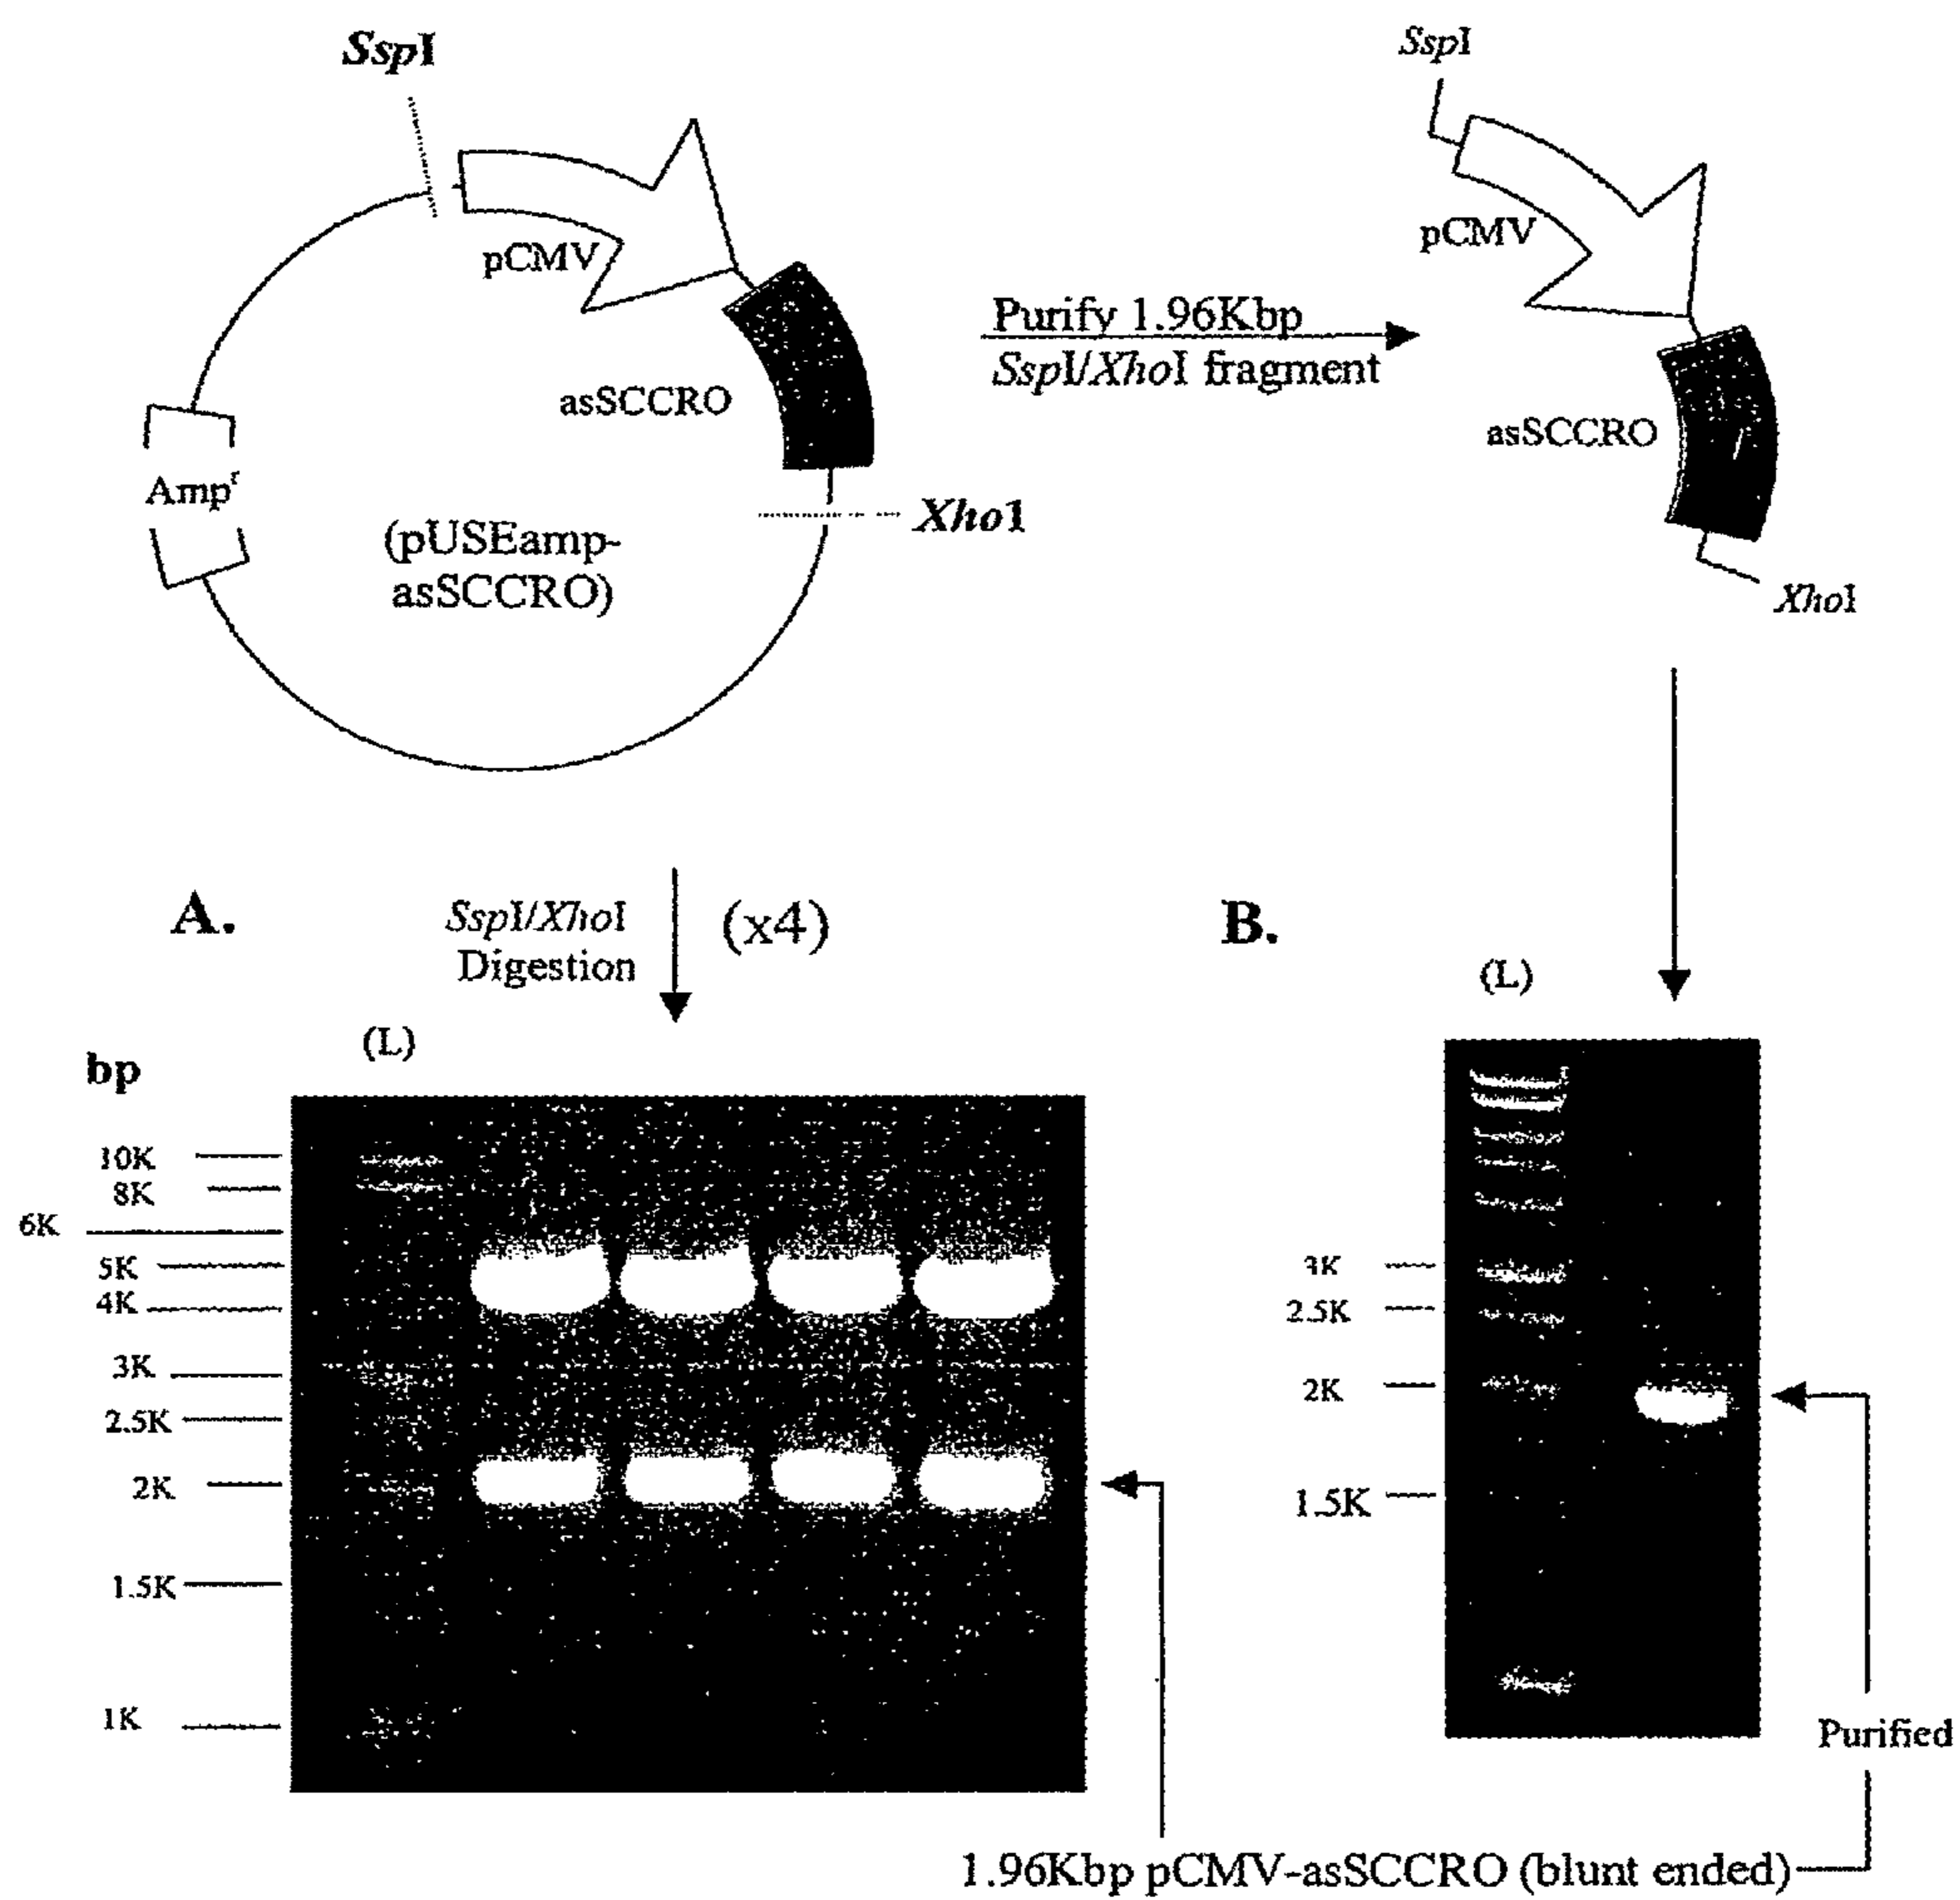 SspI
SspI
pCMV
pCMV
Purify 1.96Kbp
SspI/XhoI fragment
asSCCRO
asSCCRO
Ampr
(pUSEamp-
asSCCRO)
Xho1
XhoI
A.
SspI/XhoI
Digestion
(x4)
B.
(L)
(L)
bp
10K
8K
6K
5K
4K
3K
2.5K
2K
1.5K
1K
3K
2.5K
2K
1.5K
Purified
1.96Kbp pCMV-asSCCRO (blunt ended)